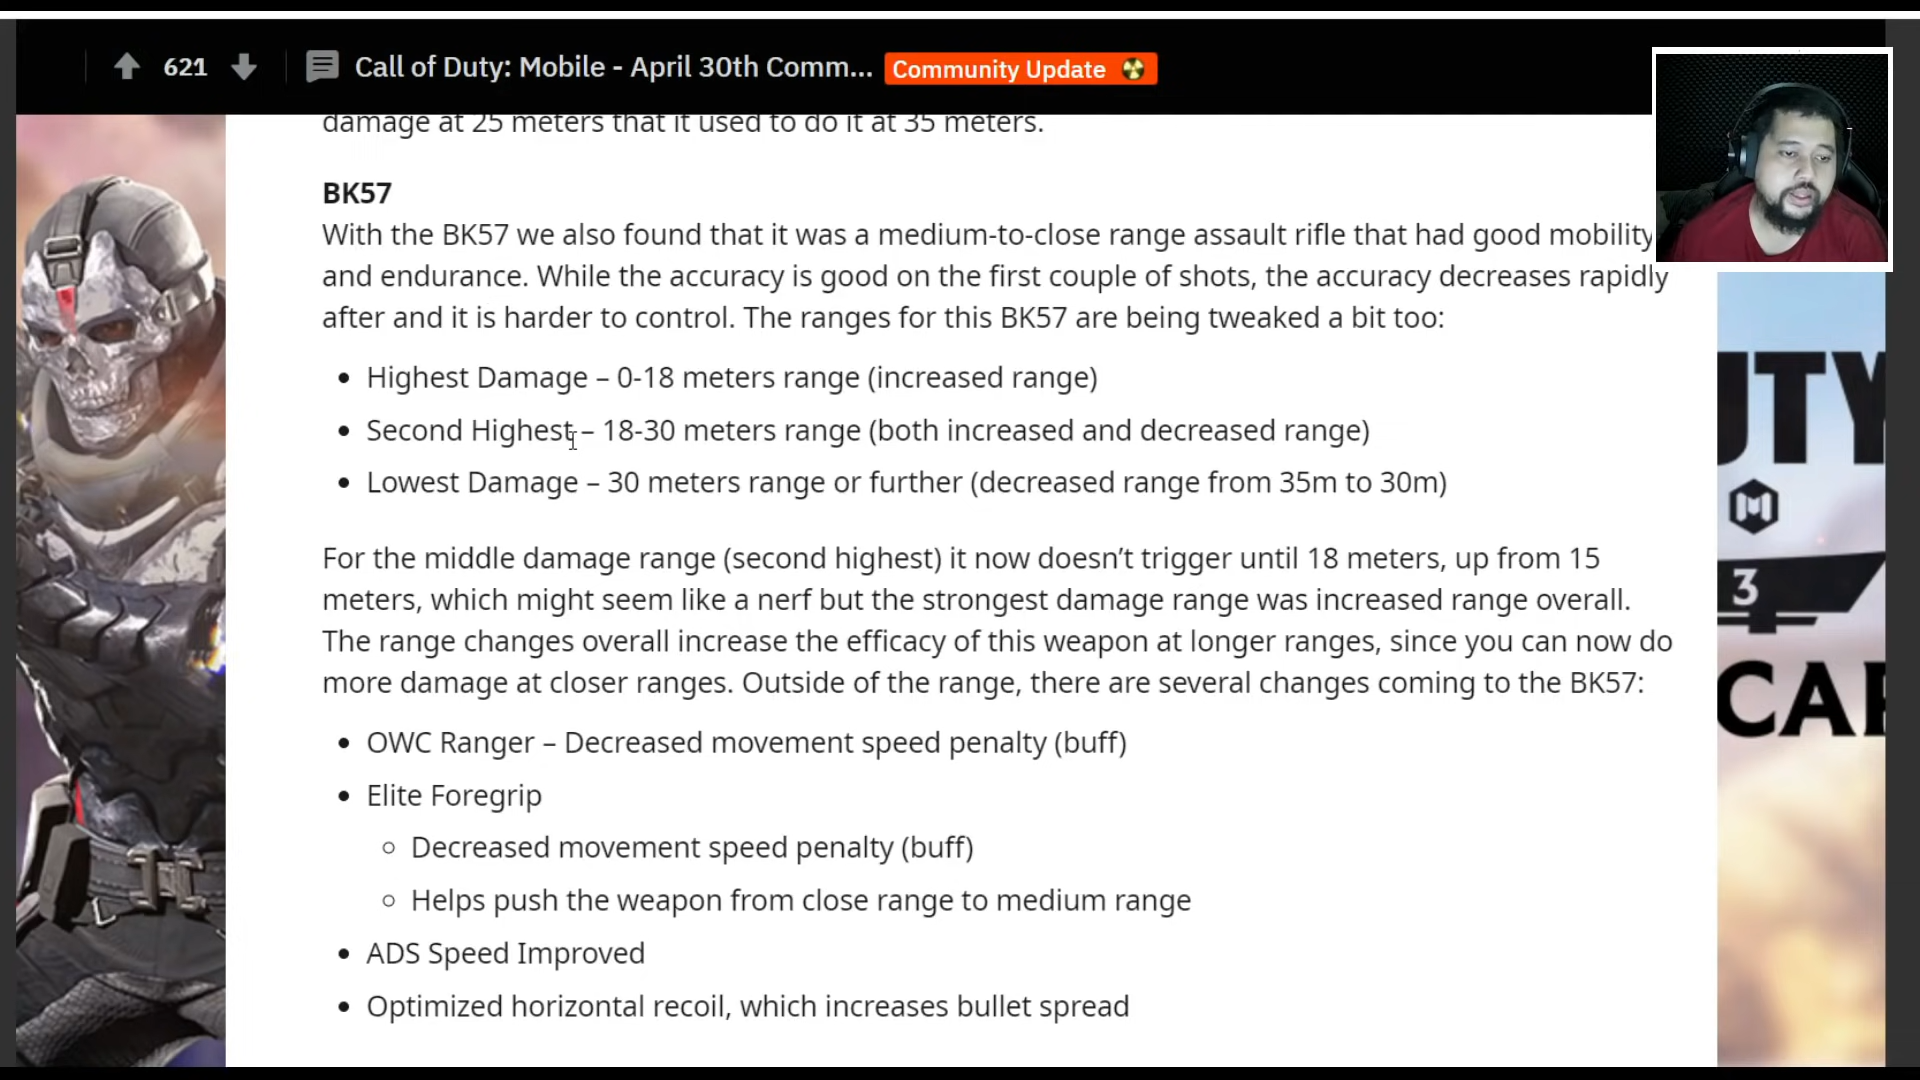 621
Call of Duty: Mobile - April 30th Comm...
Community Update
damage at 25 meters that it used to do it at 35 meters.
BK57
With the BK57 we also found that it was a medium-to-close range assault rifle that had good mobility
and endurance. While the accuracy is good on the first couple of shots, the accuracy decreases rapidly
after and it is harder to control. The ranges for this BK57 are being tweaked a bit too:
• Highest Damage – 0-18 meters range (increased range)
• Second Highest – 18-30 meters range (both increased and decreased range)
• Lowest Damage – 30 meters range or further (decreased range from 35m to 30m)
For the middle damage range (second highest) it now doesn’t trigger until 18 meters, up from 15
meters, which might seem like a nerf but the strongest damage range was increased range overall.
The range changes overall increase the efficacy of this weapon at longer ranges, since you can now do
more damage at closer ranges. Outside of the range, there are several changes coming to the BK57:
• OWC Ranger – Decreased movement speed penalty (buff)
• Elite Foregrip
○ Decreased movement speed penalty (buff)
○ Helps push the weapon from close range to medium range
• ADS Speed Improved
• Optimized horizontal recoil, which increases bullet spread
UTY
3
CAP